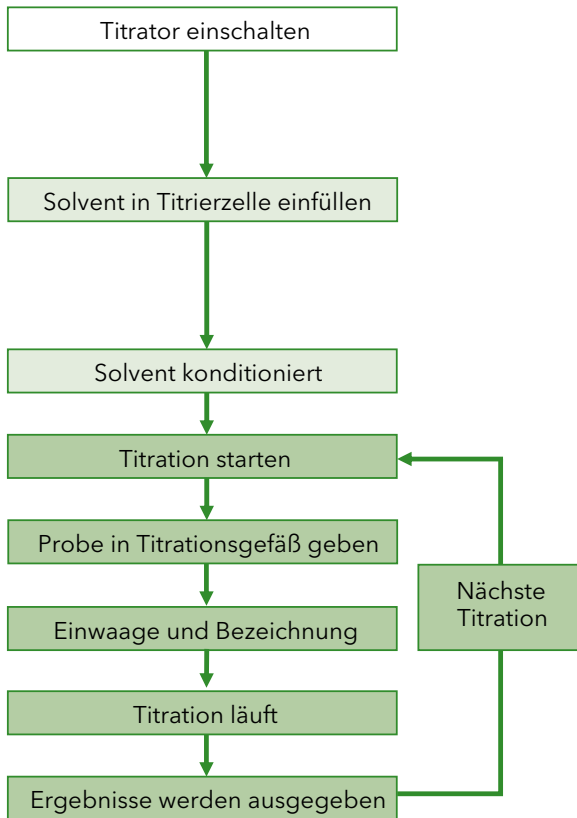 Titrator einschalten
Solvent in Titrierzelle einfüllen
Solvent konditioniert
Titration starten
Probe in Titrationsgefäß geben
Einwaage und Bezeichnung
Titration läuft
Ergebnisse werden ausgegeben
Nächste
Titration